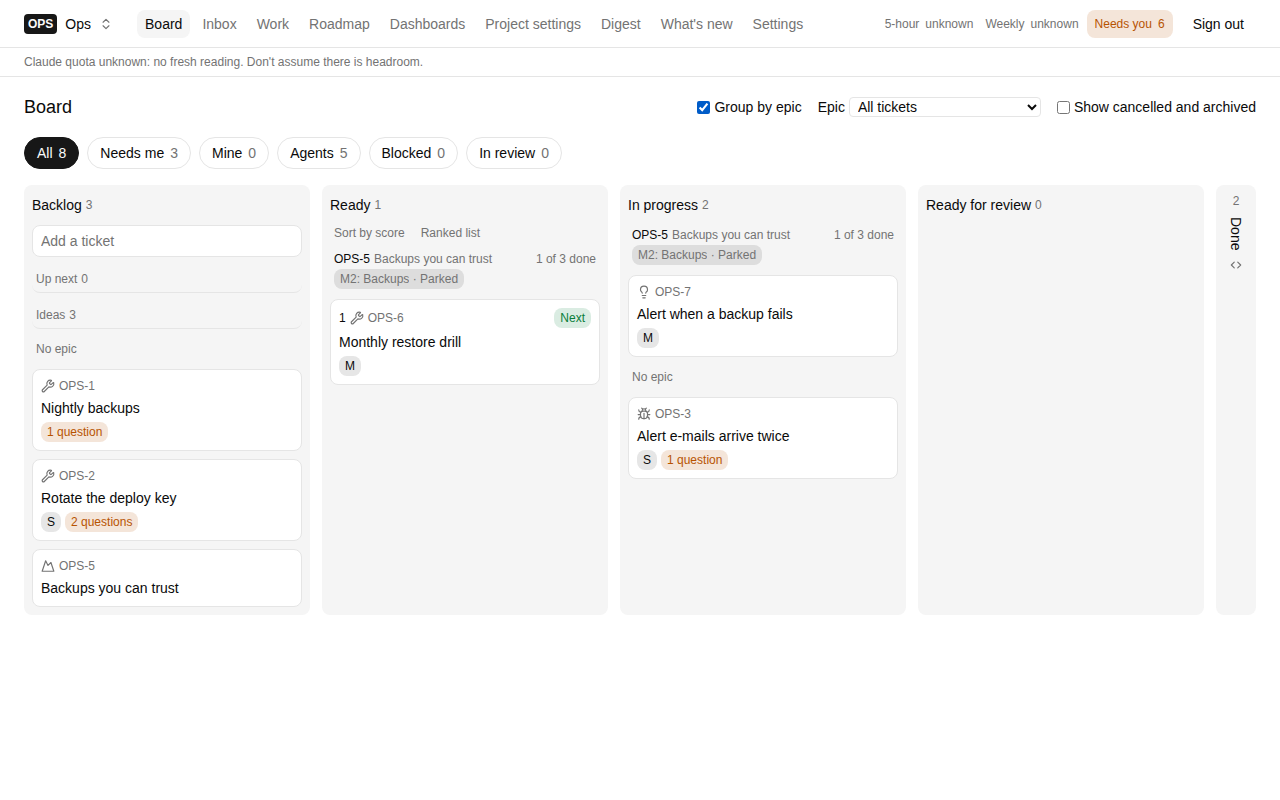 OPS Ops Board Inbox Work Roadmap Dashboards Project settings Digest What's new Settings 5-hour unknown Weekly unknown Needs you 6 Sign out
Claude quota unknown: no fresh reading. Don't assume there is headroom.
Board Group by epic Epic All tickets Show cancelled and archived
All 8 Needs me 3 Mine 0 Agents 5 Blocked 0 In review 0
Backlog 3
Add a ticket
Up next 0
Ideas 3
No epic
OPS-1
Nightly backups
1 question
OPS-2
Rotate the deploy key
S 2 questions
OPS-5
Backups you can trust
Ready 1
Sort by score Ranked list
OPS-5 Backups you can trust 1 of 3 done
M2: Backups · Parked
1 OPS-6 Next
Monthly restore drill
M
In progress 2
OPS-5 Backups you can trust 1 of 3 done
M2: Backups · Parked
OPS-7
Alert when a backup fails
M
No epic
OPS-3
Alert e-mails arrive twice
S 1 question
Ready for review 0
2
Done